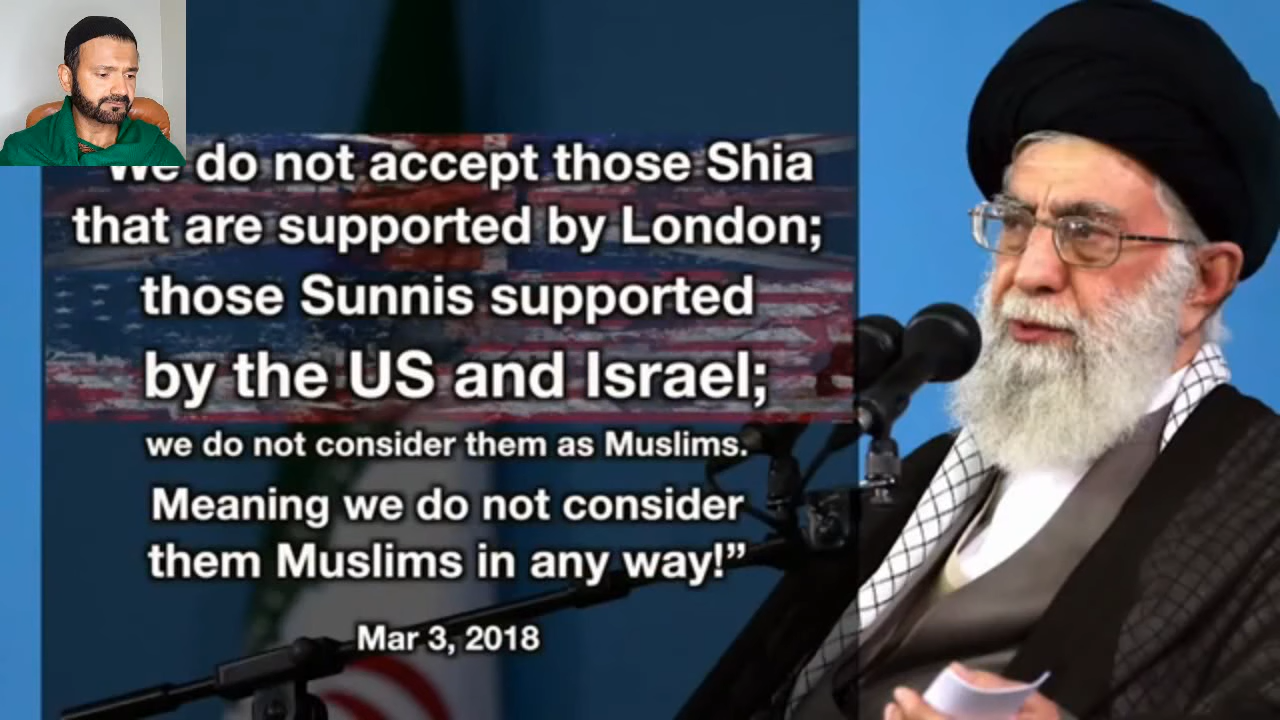 "We do not accept those Shia
that are supported by London;
those Sunnis supported
by the US and Israel;
we do not consider them as Muslims.
Meaning we do not consider
them Muslims in any way!”
Mar 3, 2018